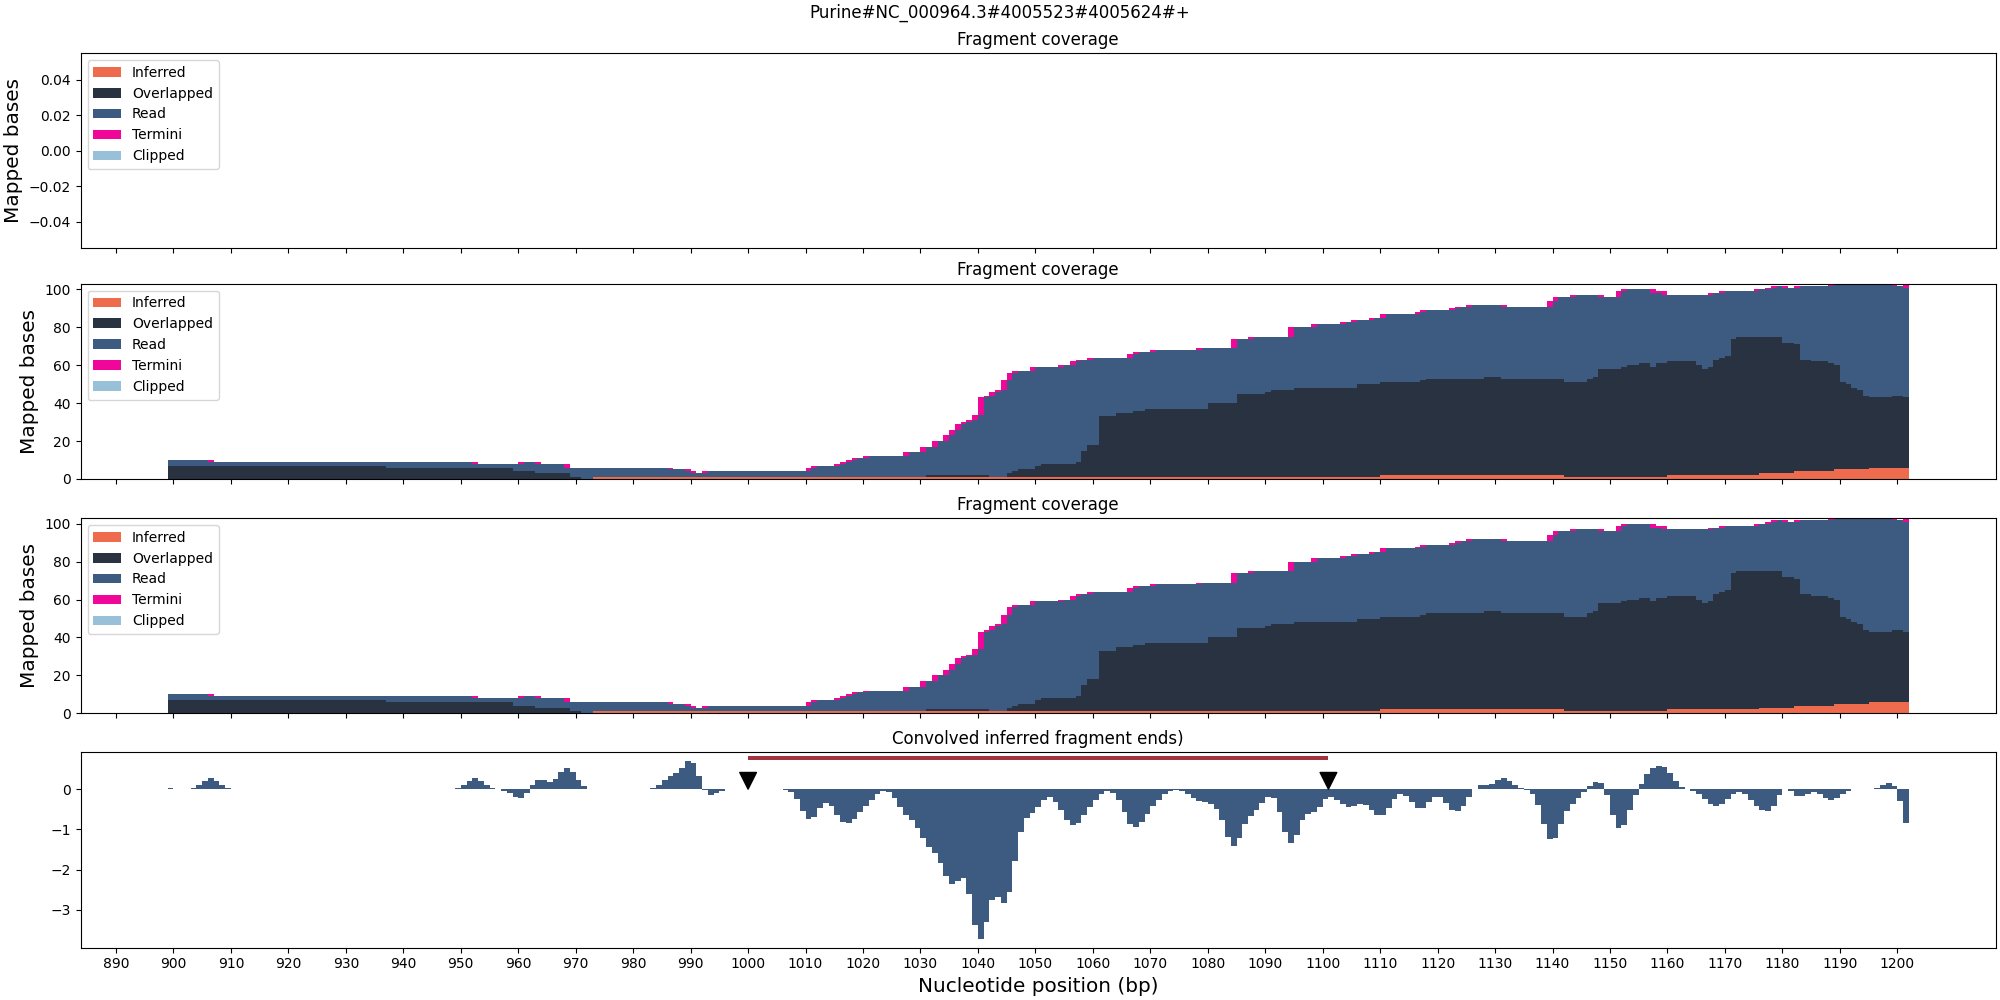 Purine#NC_000964.3#4005523#4005624#+
Fragment coverage
Mapped bases
0.04
0.02
0.00
−0.02
−0.04
Inferred
Overlapped
Read
Termini
Clipped
Fragment coverage
Mapped bases
100
80
60
40
20
0
Inferred
Overlapped
Read
Termini
Clipped
Fragment coverage
Mapped bases
100
80
60
40
20
0
Inferred
Overlapped
Read
Termini
Clipped
Convolved inferred fragment ends)
0
−1
−2
−3
890 900 910 920 930 940 950 960 970 980 990 1000 1010 1020 1030 1040 1050 1060 1070 1080 1090 1100 1110 1120 1130 1140 1150 1160 1170 1180 1190 1200
Nucleotide position (bp)